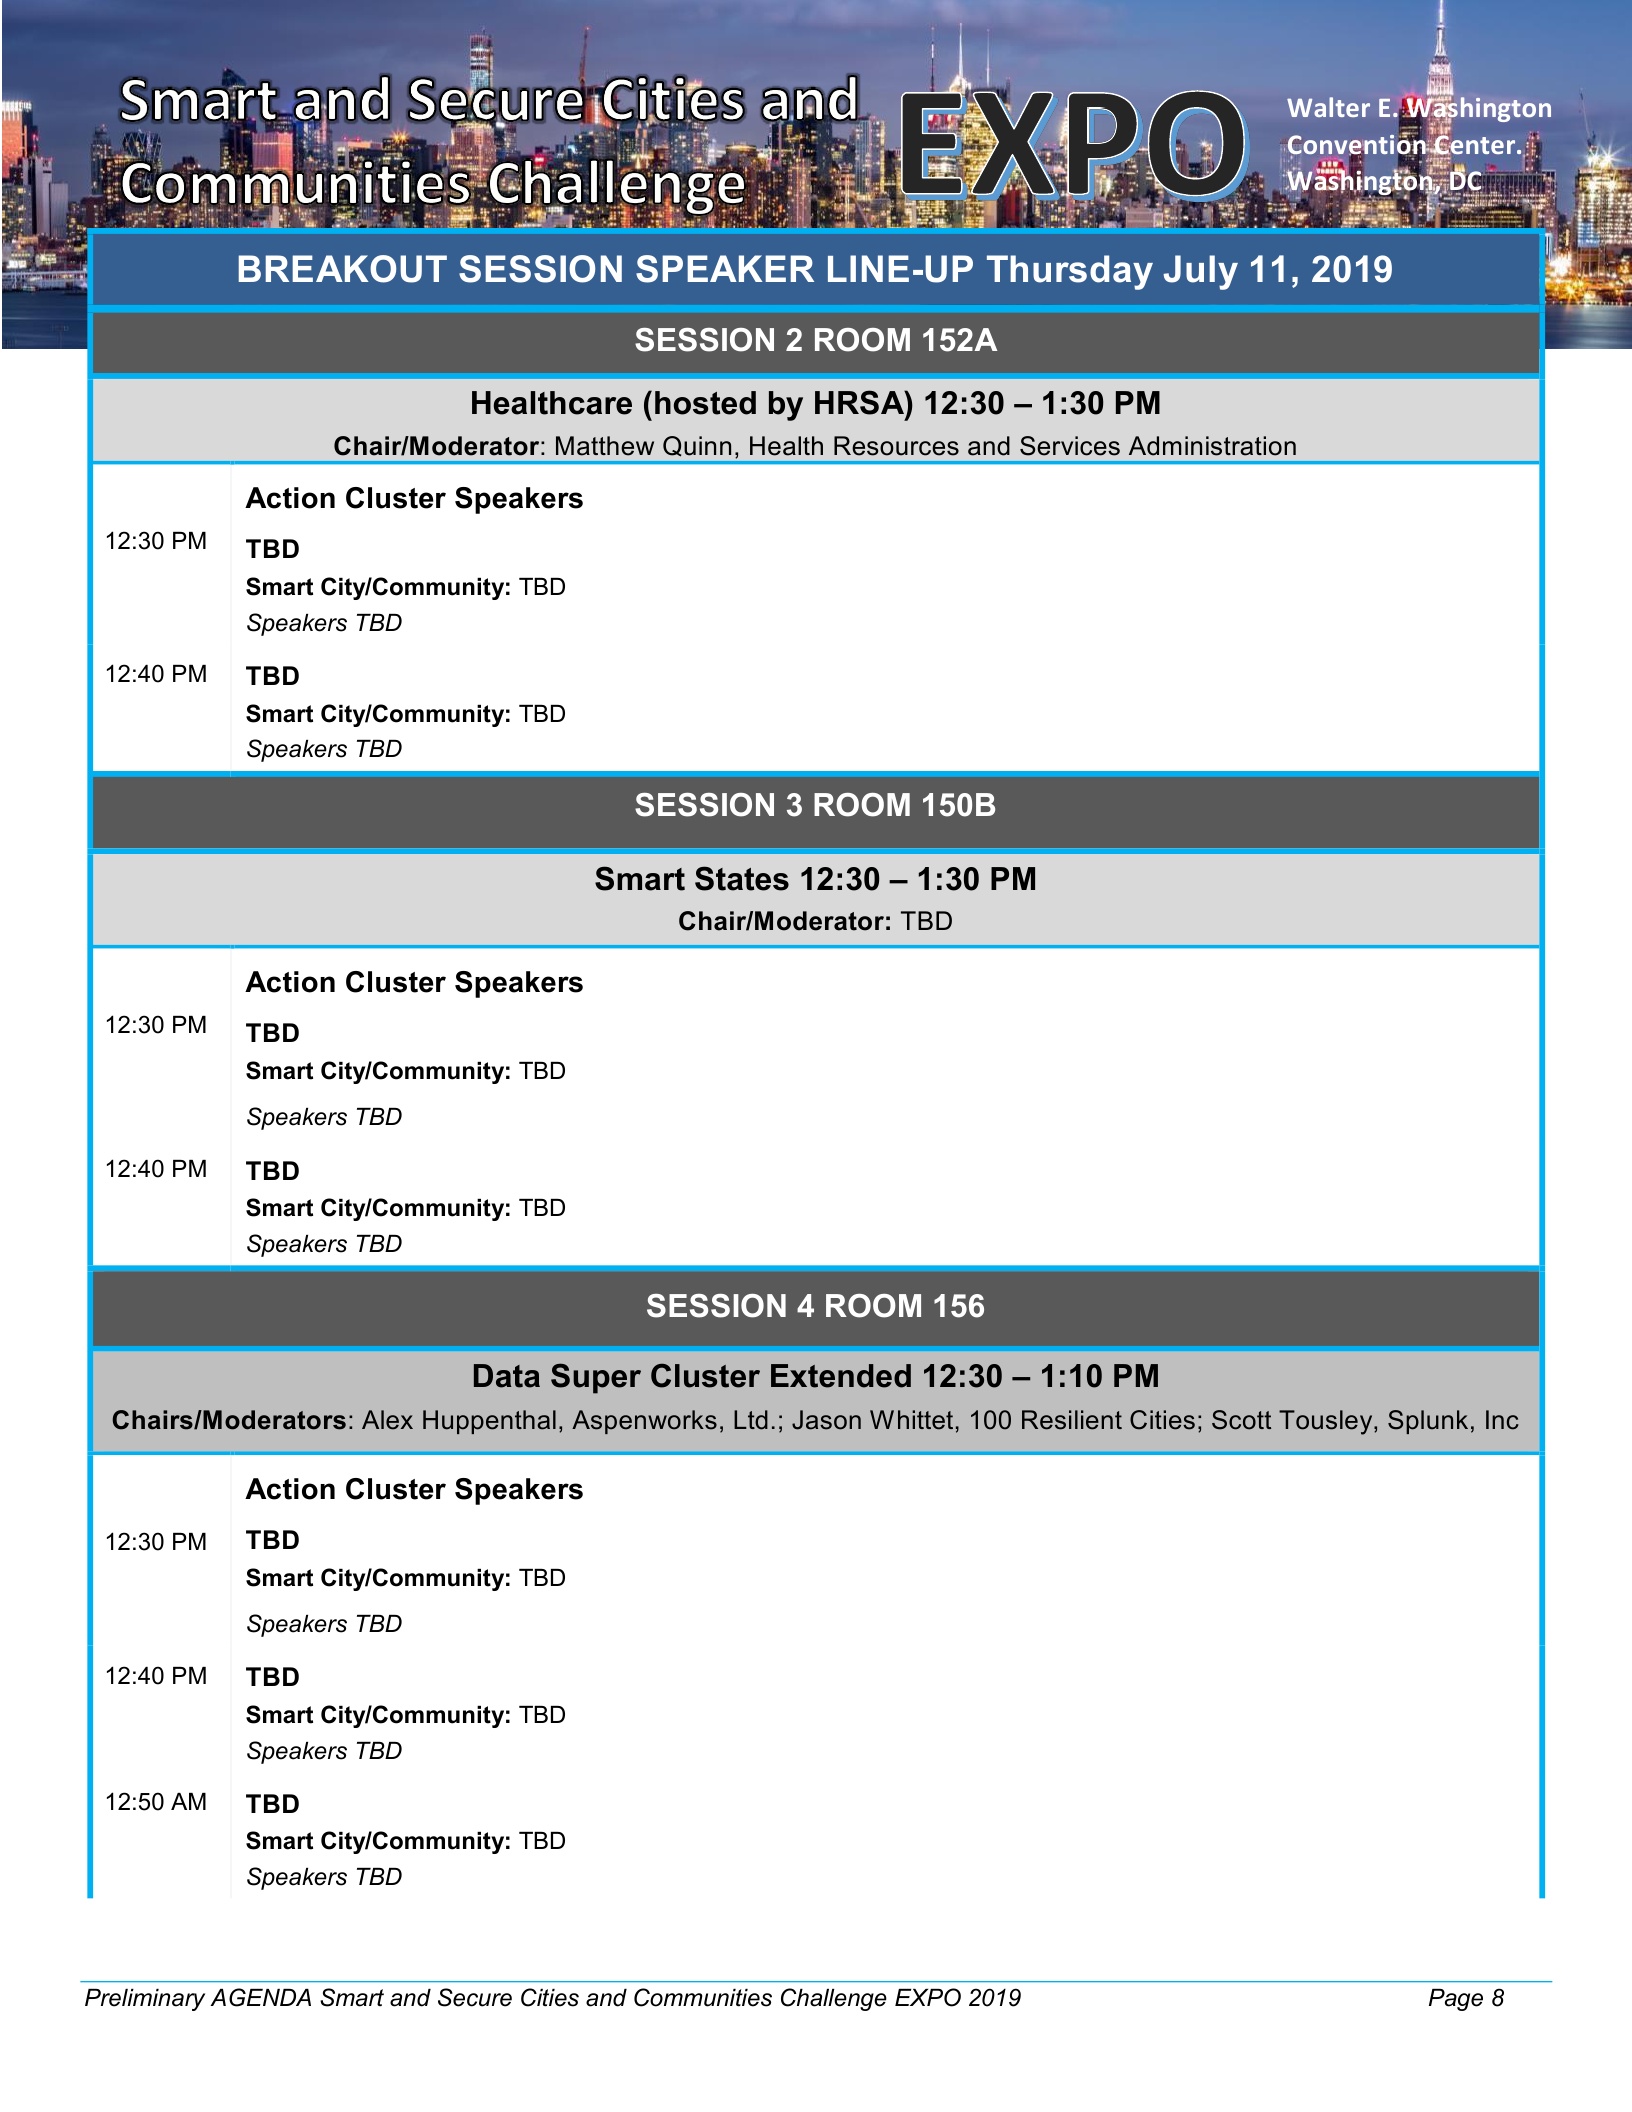 Smart and Secure Cities and
Communities Challenge
EXPO
Walter E. Washington
Convention Center.
Washington, DC
BREAKOUT SESSION SPEAKER LINE-UP Thursday July 11, 2019
SESSION 2 ROOM 152A
Healthcare (hosted by HRSA) 12:30 – 1:30 PM
Chair/Moderator: Matthew Quinn, Health Resources and Services Administration
Action Cluster Speakers
12:30 PM
TBD
Smart City/Community: TBD
Speakers TBD
12:40 PM
TBD
Smart City/Community: TBD
Speakers TBD
SESSION 3 ROOM 150B
Smart States 12:30 – 1:30 PM
Chair/Moderator: TBD
Action Cluster Speakers
12:30 PM
TBD
Smart City/Community: TBD
Speakers TBD
12:40 PM
TBD
Smart City/Community: TBD
Speakers TBD
SESSION 4 ROOM 156
Data Super Cluster Extended 12:30 – 1:10 PM
Chairs/Moderators: Alex Huppenthal, Aspenworks, Ltd.; Jason Whittet, 100 Resilient Cities; Scott Tousley, Splunk, Inc
Action Cluster Speakers
12:30 PM
TBD
Smart City/Community: TBD
Speakers TBD
12:40 PM
TBD
Smart City/Community: TBD
Speakers TBD
12:50 AM
TBD
Smart City/Community: TBD
Speakers TBD
Preliminary AGENDA Smart and Secure Cities and Communities Challenge EXPO 2019
Page 8